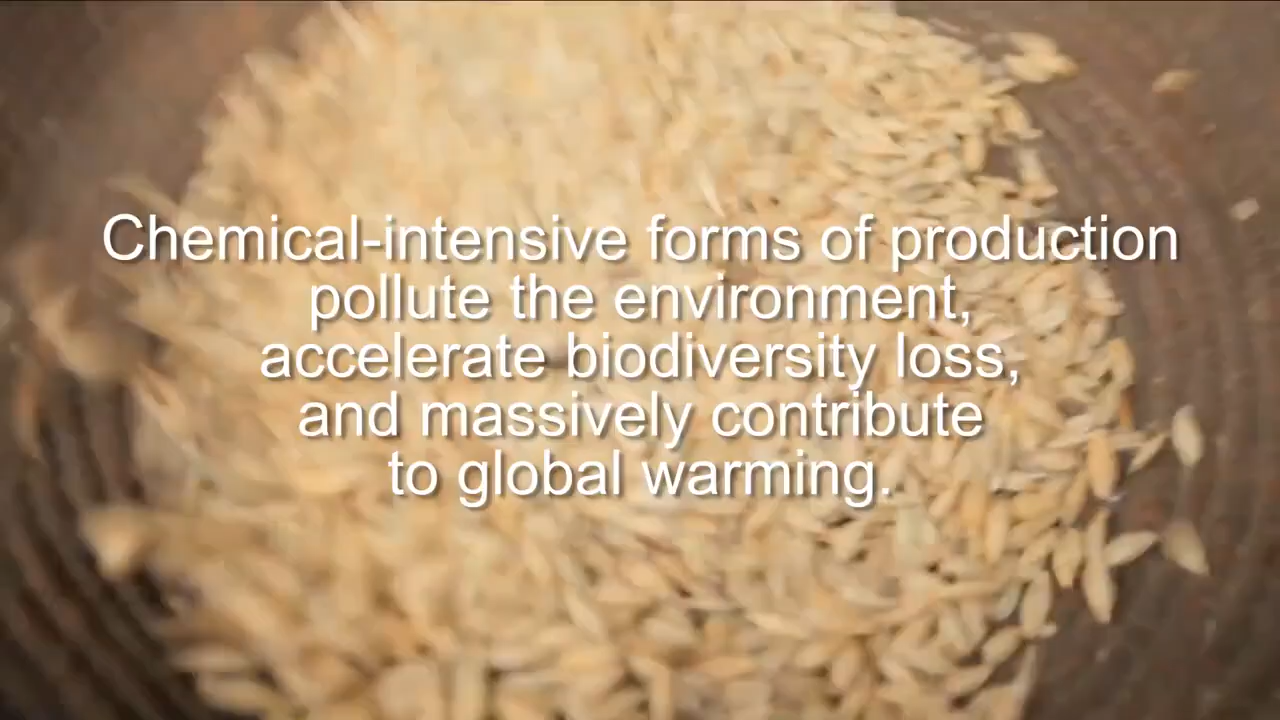 Chemical-intensive forms of production
pollute the environment,
accelerate biodiversity loss,
and massively contribute
to global warming.